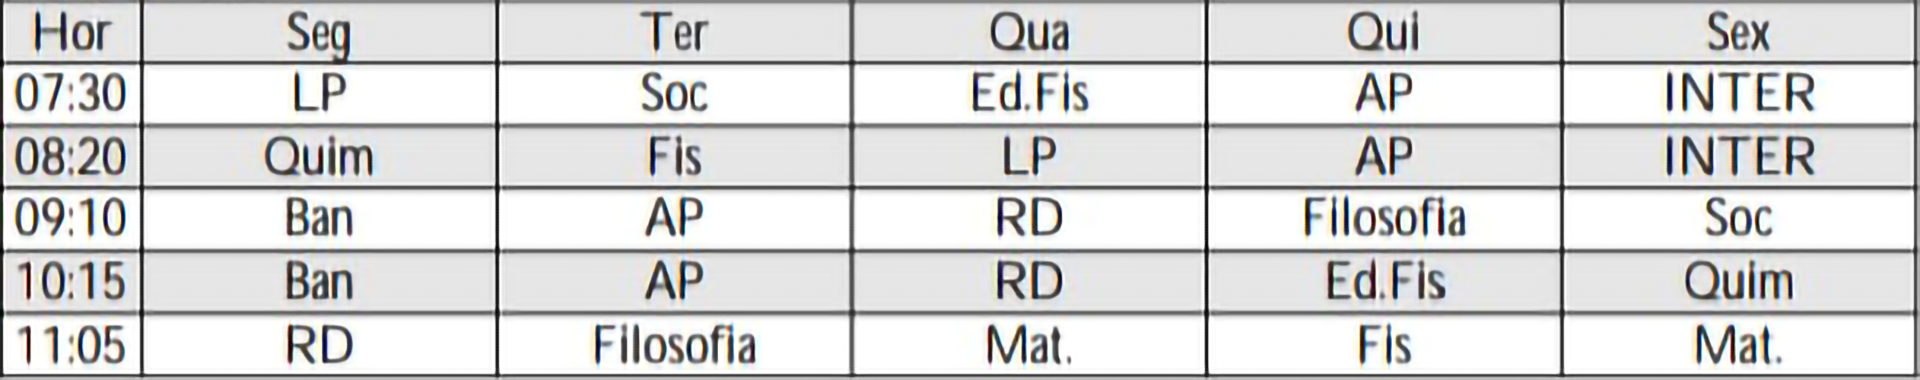 Hor Seg Ter Qua Qui Sex
07:30 LP Soc Ed.Fis AP INTER
08:20 Quim Fis LP AP INTER
09:10 Ban AP RD Filosofia Soc
10:15 Ban AP RD Ed.Fis Quim
11:05 RD Filosofia Mat. Fis Mat.